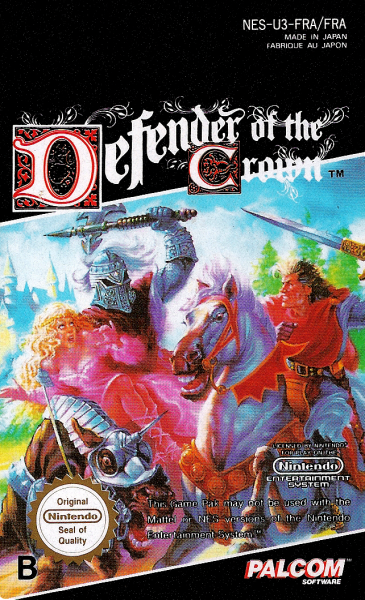 NES-U3-FRA/FRA
MADE IN JAPAN
FABRIQUE AU JAPON
Defender of the
Crown™
LICENSED BY NINTENDO®
FOR PLAY ON THE
Nintendo
ENTERTAINMENT
SYSTEM™
Original
Nintendo
Seal of
Quality
This Game Pak may not be used with the
Mattel or NES versions of the Nintendo
Entertainment System.™
B
PALCOM™
SOFTWARE